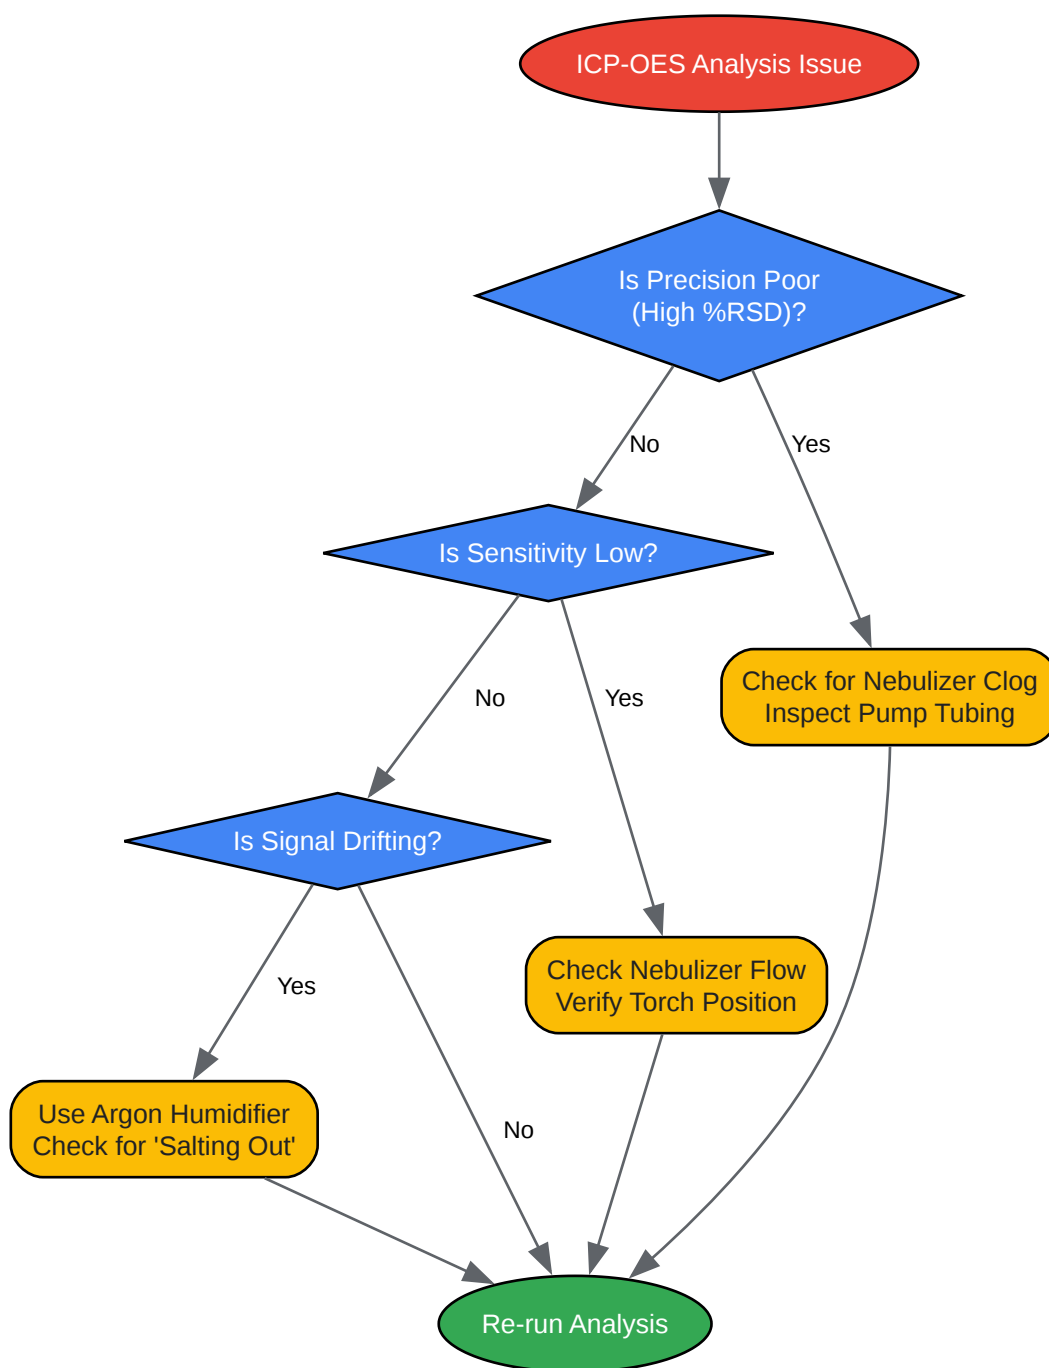 ICP-OES Analysis Issue
Is Precision Poor
(High %RSD)?
No
Yes
Is Sensitivity Low?
No
Yes
Check for Nebulizer Clog
Inspect Pump Tubing
Is Signal Drifting?
Yes
No
Check Nebulizer Flow
Verify Torch Position
Use Argon Humidifier
Check for 'Salting Out'
Re-run Analysis